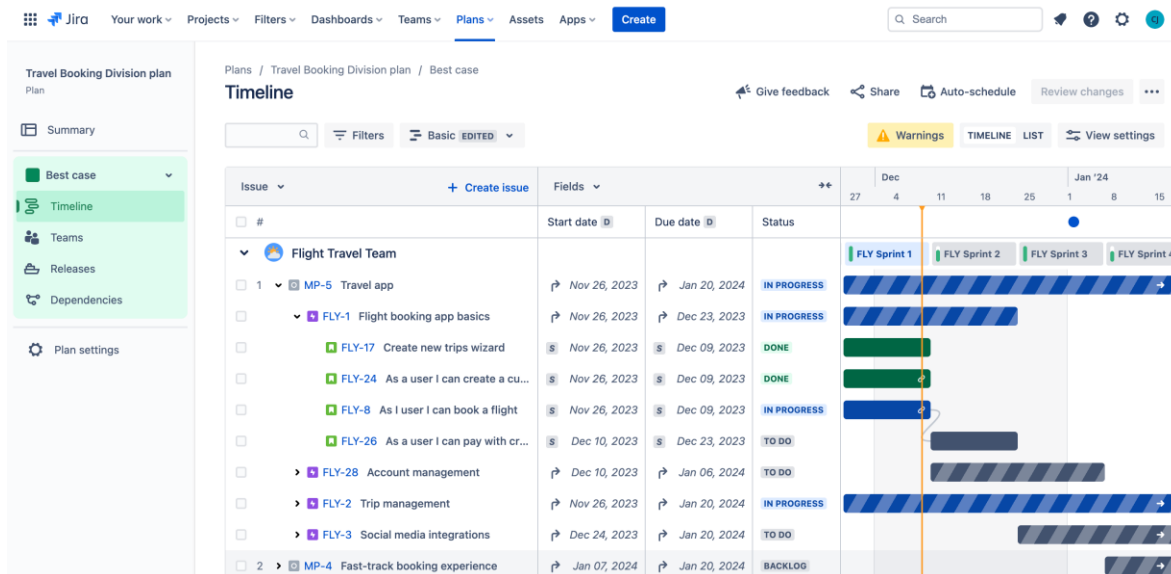 Jira Your work Projects Filters Dashboards Teams Plans Assets Apps Create Search CJ
Travel Booking Division plan
Plan
Summary
Best case
Timeline
Teams
Releases
Dependencies
Plan settings
Plans / Travel Booking Division plan / Best case
Timeline
Give feedback Share Auto-schedule Review changes
Filters Basic EDITED Warnings TIMELINE LIST View settings
Issue + Create issue Fields Dec Jan '24
27 4 11 18 25 1 8 15
# Start date D Due date D Status
Flight Travel Team FLY Sprint 1 FLY Sprint 2 FLY Sprint 3 FLY Sprint 4
1 MP-5 Travel app Nov 26, 2023 Jan 20, 2024 IN PROGRESS
FLY-1 Flight booking app basics Nov 26, 2023 Dec 23, 2023 IN PROGRESS
FLY-17 Create new trips wizard S Nov 26, 2023 S Dec 09, 2023 DONE
FLY-24 As a user I can create a cu... S Nov 26, 2023 S Dec 09, 2023 DONE
FLY-8 As I user I can book a flight S Nov 26, 2023 S Dec 09, 2023 IN PROGRESS
FLY-26 As a user I can pay with cr... S Dec 10, 2023 S Dec 23, 2023 TO DO
FLY-28 Account management Dec 10, 2023 Jan 06, 2024 TO DO
FLY-2 Trip management Nov 26, 2023 Jan 20, 2024 IN PROGRESS
FLY-3 Social media integrations Dec 24, 2023 Jan 20, 2024 TO DO
2 MP-4 Fast-track booking experience Jan 07, 2024 Jan 20, 2024 BACKLOG